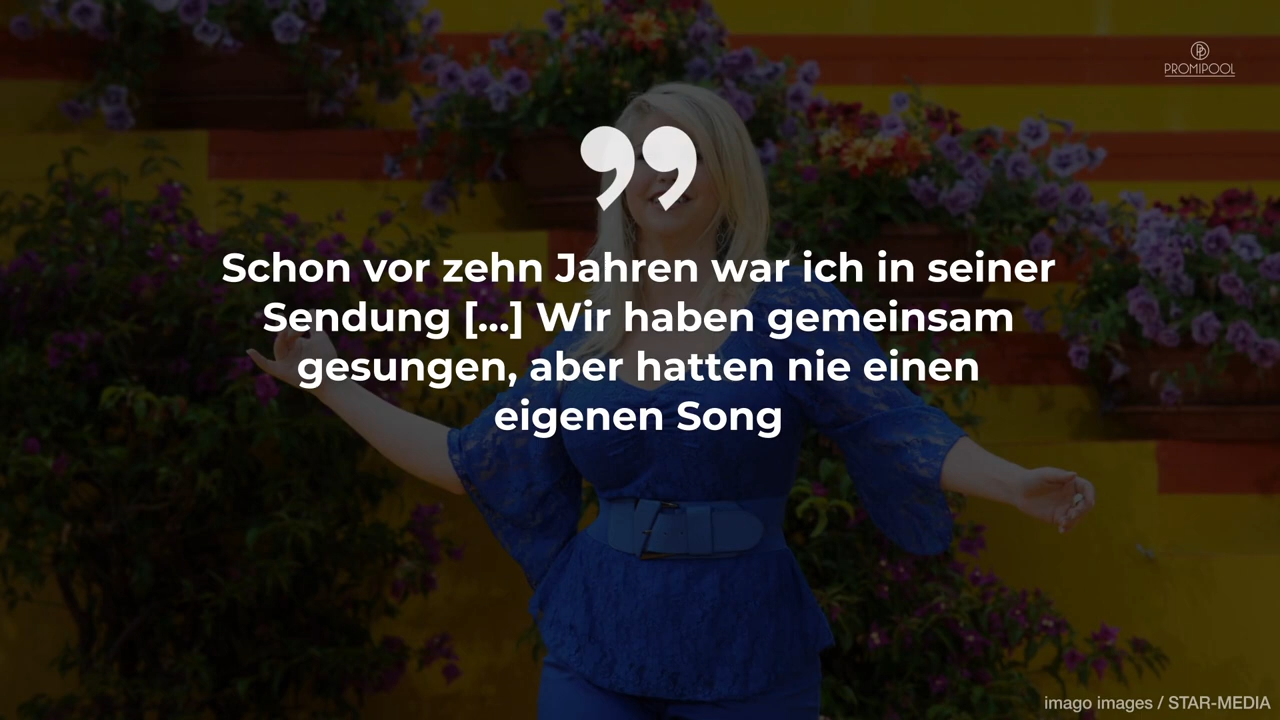 PROMIPOOL
”
Schon vor zehn Jahren war ich in seiner
Sendung [...] Wir haben gemeinsam
gesungen, aber hatten nie einen
eigenen Song
imago images / STAR-MEDIA